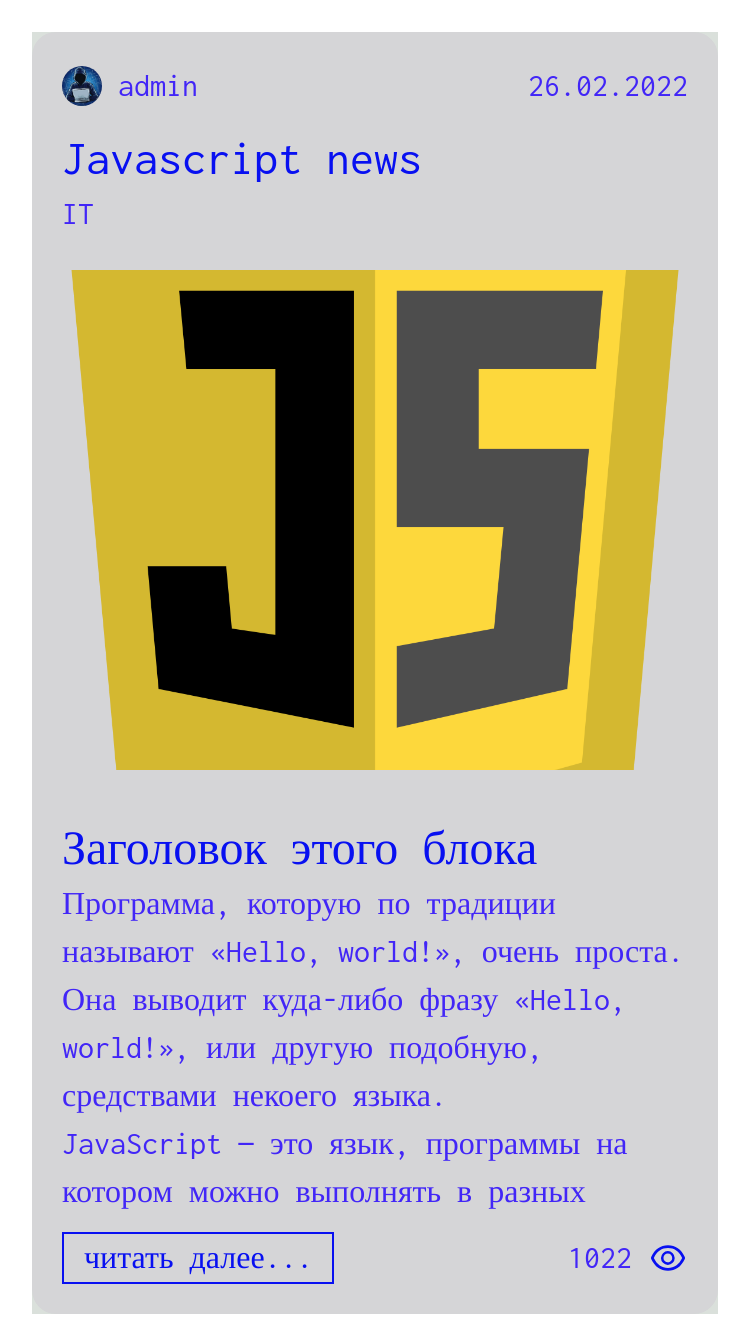 admin 26.02.2022
Javascript news
IT
JS
Заголовок этого блока
Программа, которую по традиции
называют «Hello, world!», очень проста.
Она выводит куда-либо фразу «Hello,
world!», или другую подобную,
средствами некоего языка.
JavaScript — это язык, программы на
котором можно выполнять в разных
читать далее... 1022